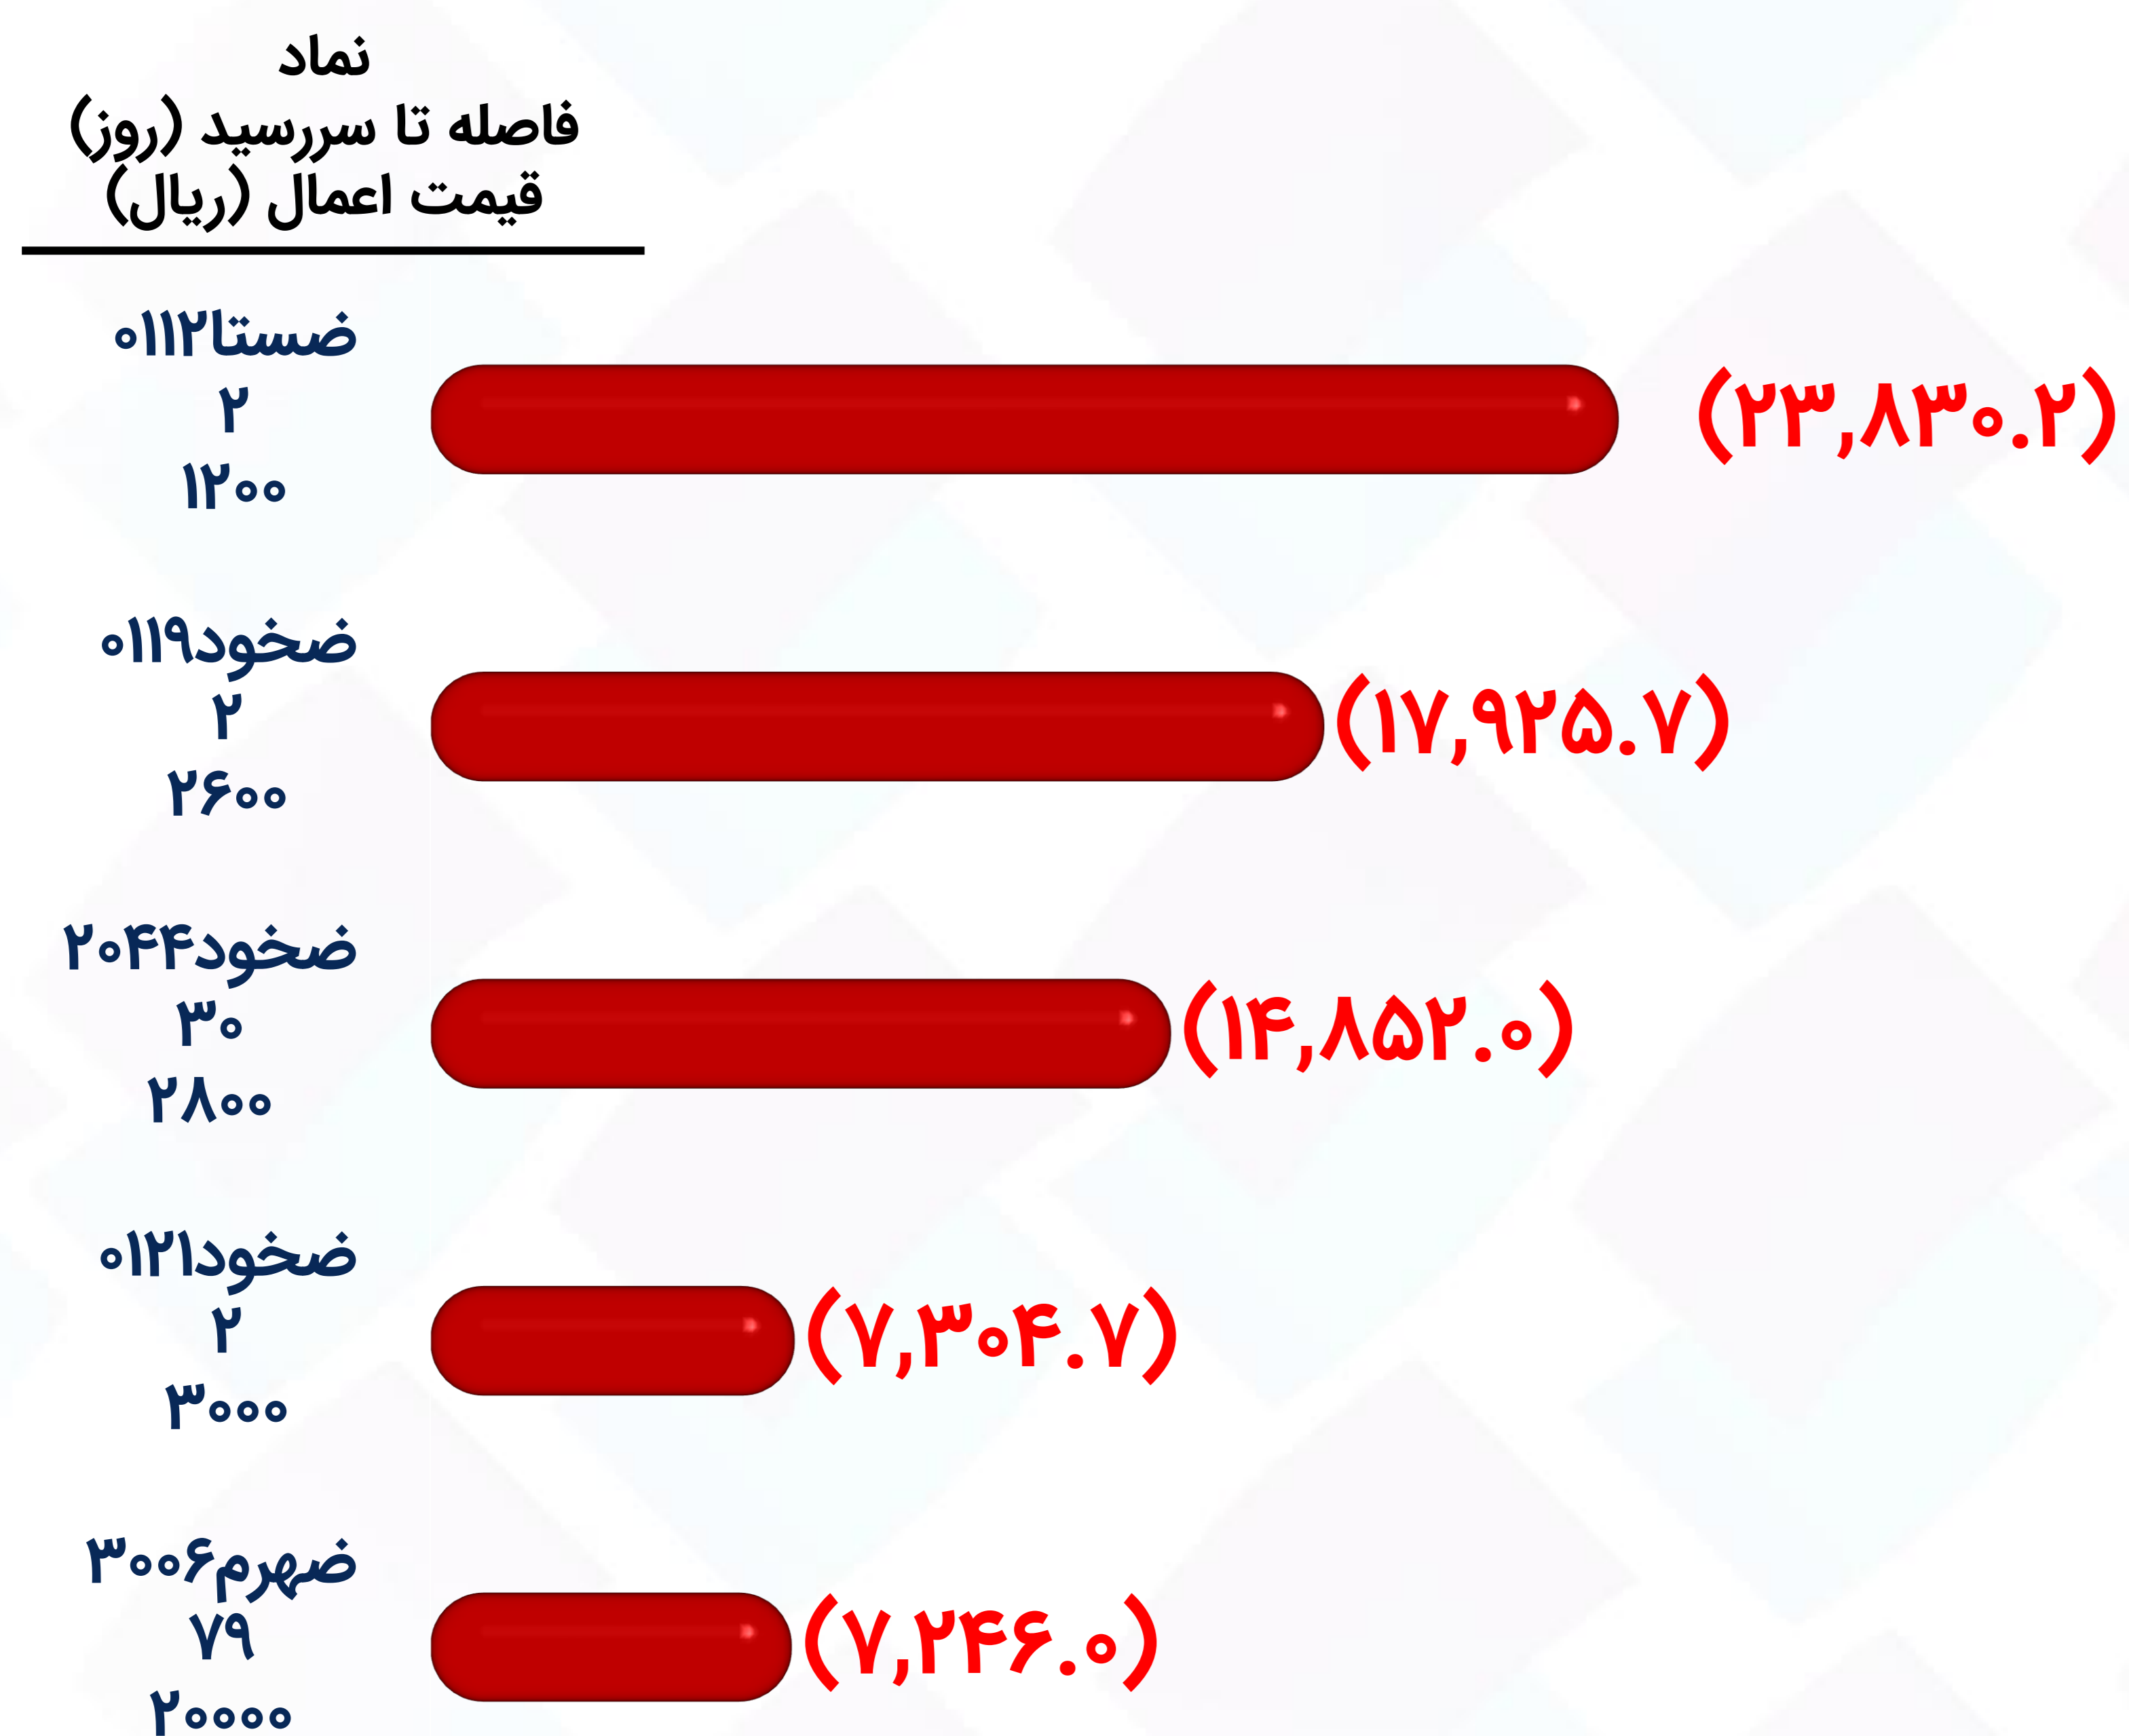 نماد
فاصله تا سررسید (روز)
قیمت اعمال (ریال)
ضستا۰۱۱۲
۲
۱۲۰۰
(۲۳,۸۳۰.۲)
ضخود۰۱۱۹
۲
۲۶۰۰
(۱۷,۹۲۵.۷)
ضخود۲۰۴۴
۳۰
۲۸۰۰
(۱۴,۸۵۲.۰)
ضخود۰۱۲۱
۲
۳۰۰۰
(۷,۳۰۴.۷)
ضهرم۳۰۰۶
۷۹
۲۰۰۰۰
(۷,۲۴۶.۰)